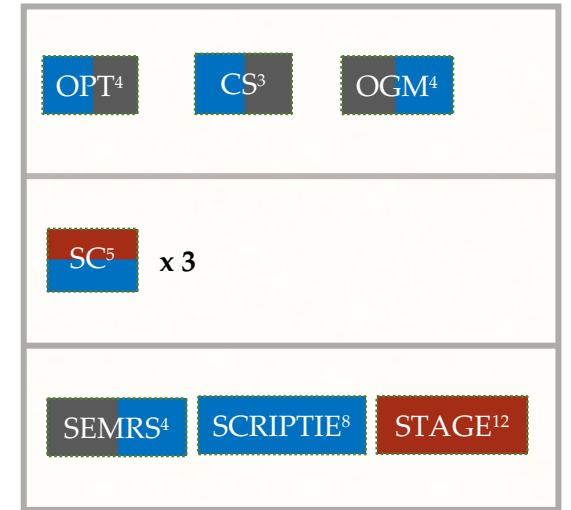 OPT⁴ CS³ OGM⁴
SC⁵ x 3
SEMRS⁴ SCRIPTIE⁸ STAGE¹²